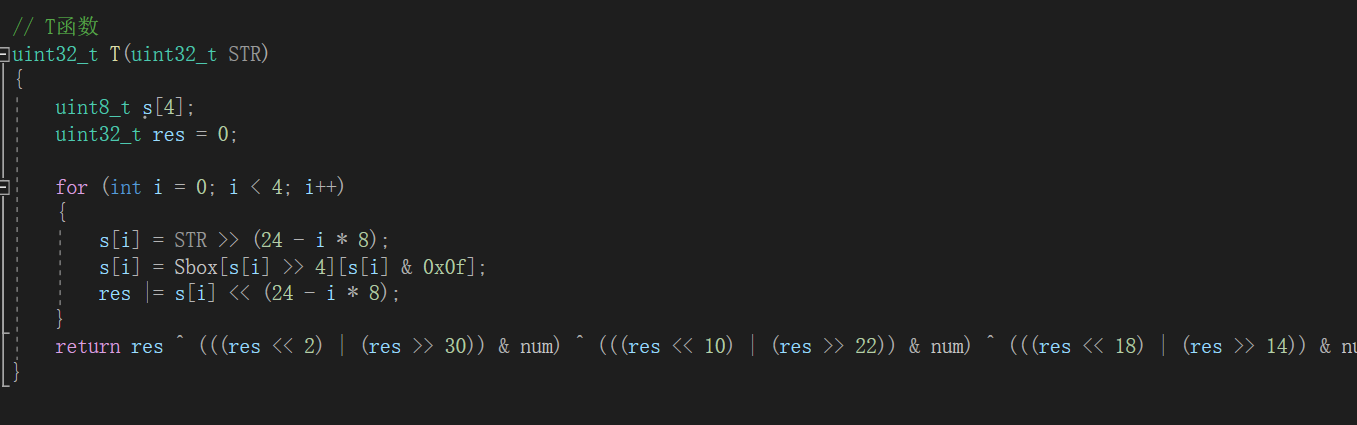 // T函数
uint32_t T(uint32_t STR)
{
uint8_t s[4];
uint32_t res = 0;
for (int i = 0; i < 4; i++)
{
s[i] = STR >> (24 - i * 8);
s[i] = Sbox[s[i] >> 4][s[i] & 0x0f];
res |= s[i] << (24 - i * 8);
}
return res ^ (((res << 2) | (res >> 30)) & num) ^ (((res << 10) | (res >> 22)) & num) ^ (((res << 18) | (res >> 14)) &
}